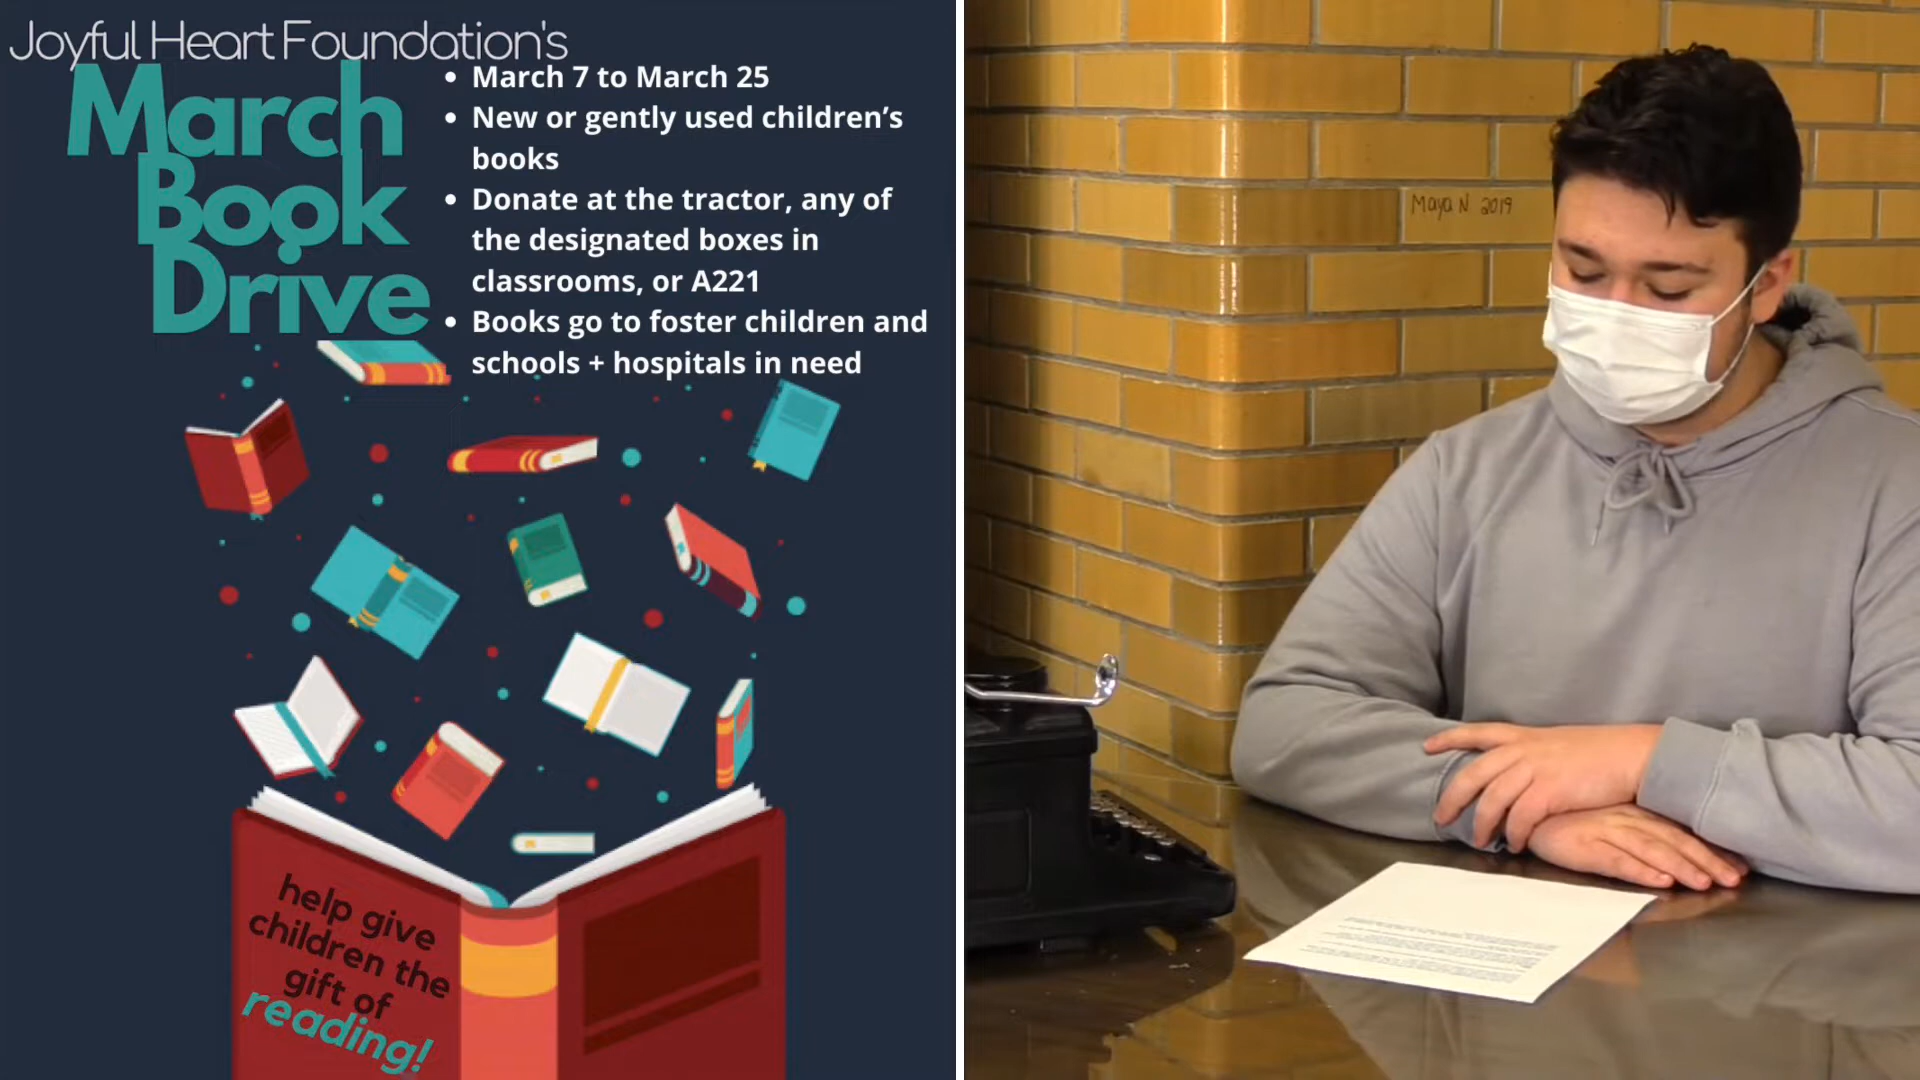 Joyful Heart Foundation's
March
Book
Drive
• March 7 to March 25
• New or gently used children’s
books
• Donate at the tractor, any of
the designated boxes in
classrooms, or A221
• Books go to foster children and
schools + hospitals in need
help give
children the
gift of
reading!
Maya N 2019